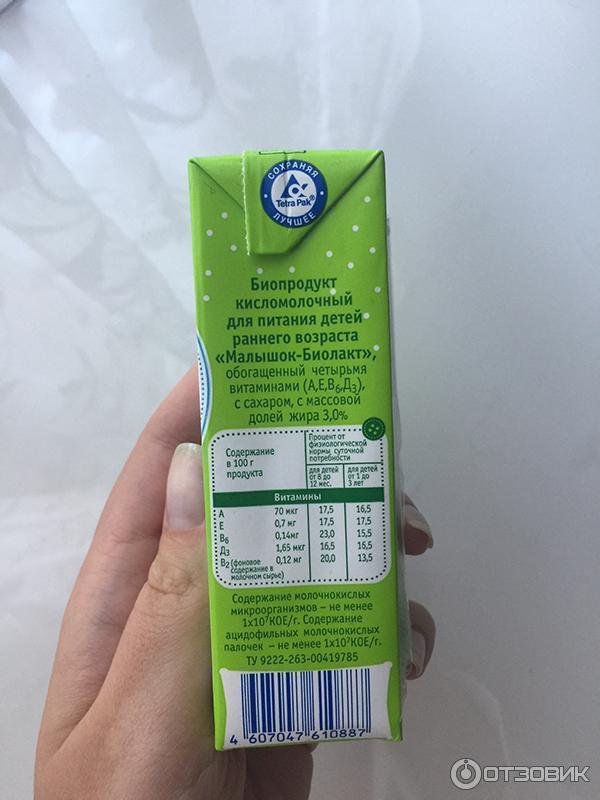 СОХРАНЯЯ
Tetra Pak®
ЛУЧШЕЕ
Биопродукт
кисломолочный
для питания детей
раннего возраста
«Малышок-Биолакт»,
обогащенный четырьмя
витаминами (А,Е,В6,Д3),
с сахаром, с массовой
долей жира 3,0%
Содержание
в 100 г
продукта
Процент от
физиологической
нормы суточной
потребности
для детей
от 8 до
12 мес.
для детей
от 1 до
3 лет
Витамины
А 70 мкг 17,5 16,5
Е 0,7 мг 17,5 17,5
В6 0,14мг 23,0 15,5
Д3 1,65 мкг 16,5 16,5
В2 (фоновое 0,12 мг 20,0 13,5
содержание в
молочном сырье)
Содержание молочнокислых
микроорганизмов – не менее
1x10⁷КОЕ/г. Содержание
ацидофильных молочнокислых
палочек – не менее 1x10⁷КОЕ/г.
ТУ 9222-263-00419785
4 607047 610887
ОТЗОВИК